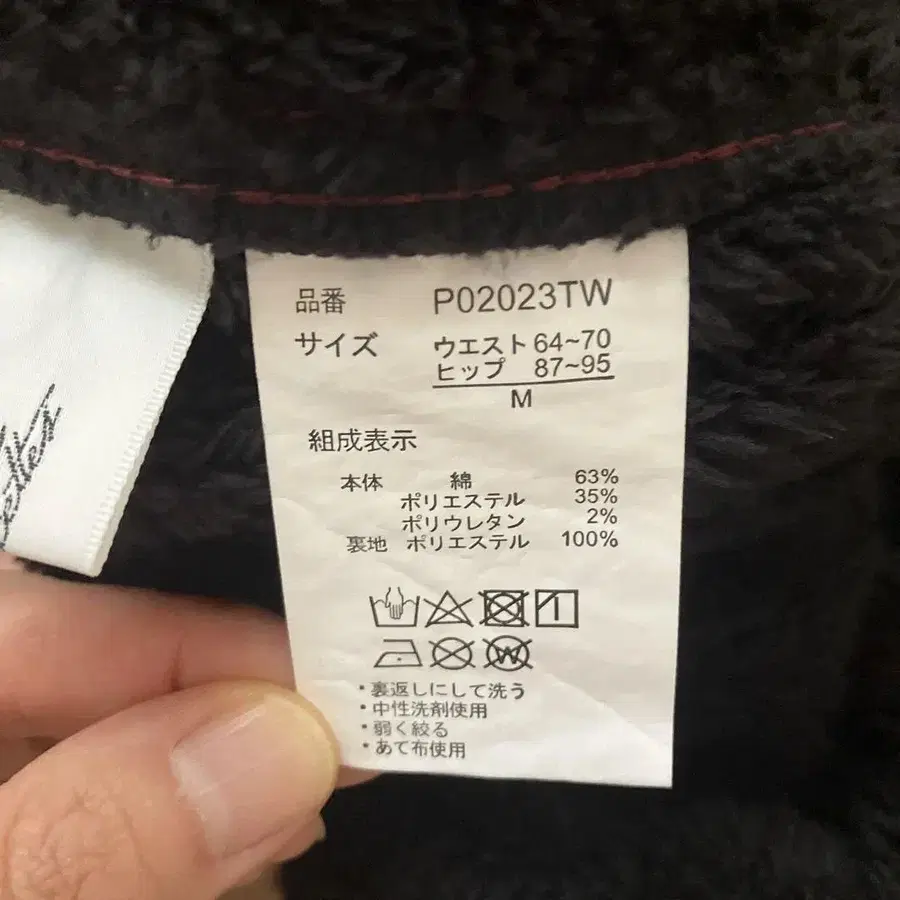 品番 P02023TW
サイズ ウエスト 64~70
ヒップ 87~95
M
組成表示
本体 綿 63%
ポリエステル 35%
ポリウレタン 2%
裏地 ポリエステル 100%
W
・裏返しにして洗う
・中性洗剤使用
・弱く絞る
・あて布使用